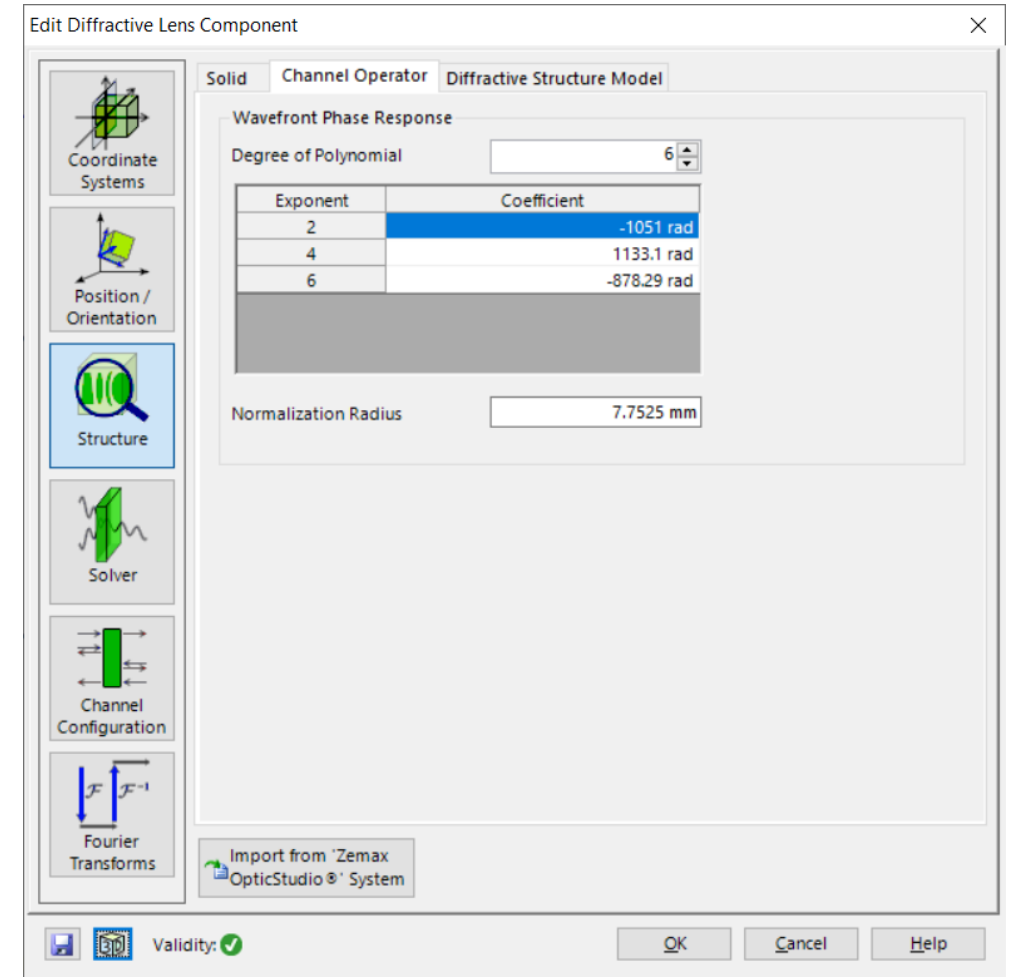 Edit Diffractive Lens Component
Solid
Channel Operator
Diffractive Structure Model
Coordinate
Systems
Position /
Orientation
Structure
Solver
Channel
Configuration
ℱ ℱ⁻¹
Fourier
Transforms
Wavefront Phase Response
Degree of Polynomial 6
Exponent Coefficient
2 -1051 rad
4 1133.1 rad
6 -878.29 rad
Normalization Radius 7.7525 mm
Import from 'Zemax
OpticStudio®' System
3D
Validity:
OK
Cancel
Help